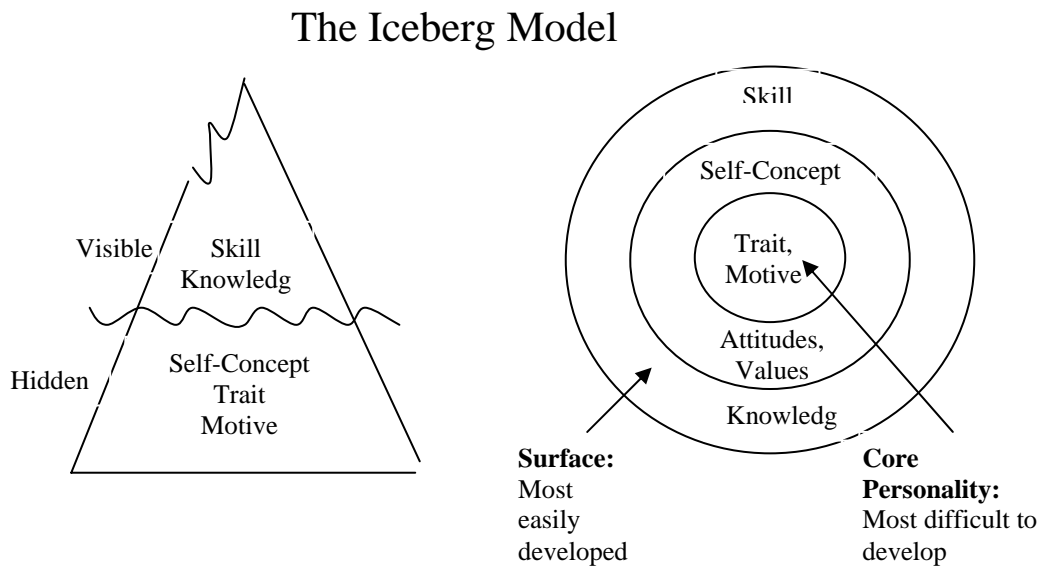 The Iceberg Model
Visible
Skill
Knowledg
Hidden
Self-Concept
Trait
Motive
Skill
Self-Concept
Trait,
Motive
Attitudes,
Values
Knowledg
Surface:
Most
easily
developed
Core
Personality:
Most difficult to
develop